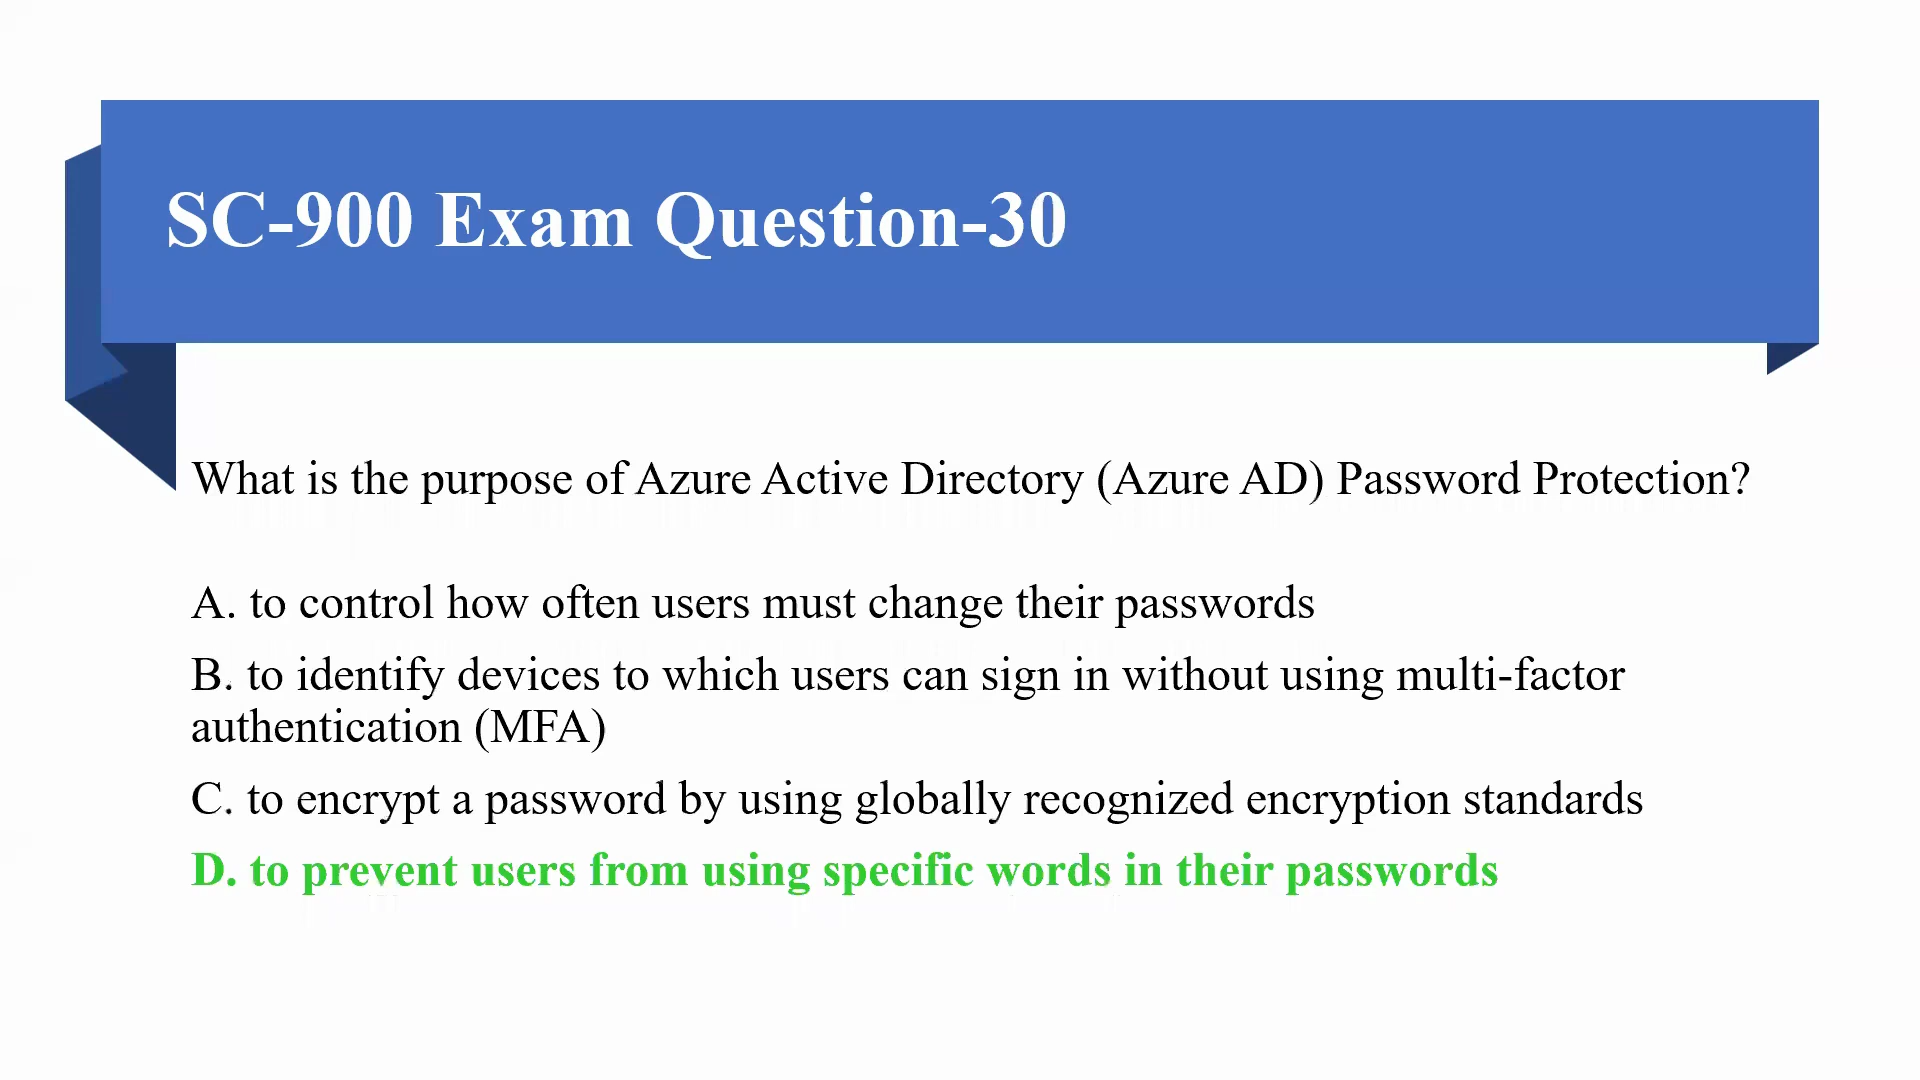 SC-900 Exam Question-30
What is the purpose of Azure Active Directory (Azure AD) Password Protection?
A. to control how often users must change their passwords
B. to identify devices to which users can sign in without using multi-factor
authentication (MFA)
C. to encrypt a password by using globally recognized encryption standards
D. to prevent users from using specific words in their passwords